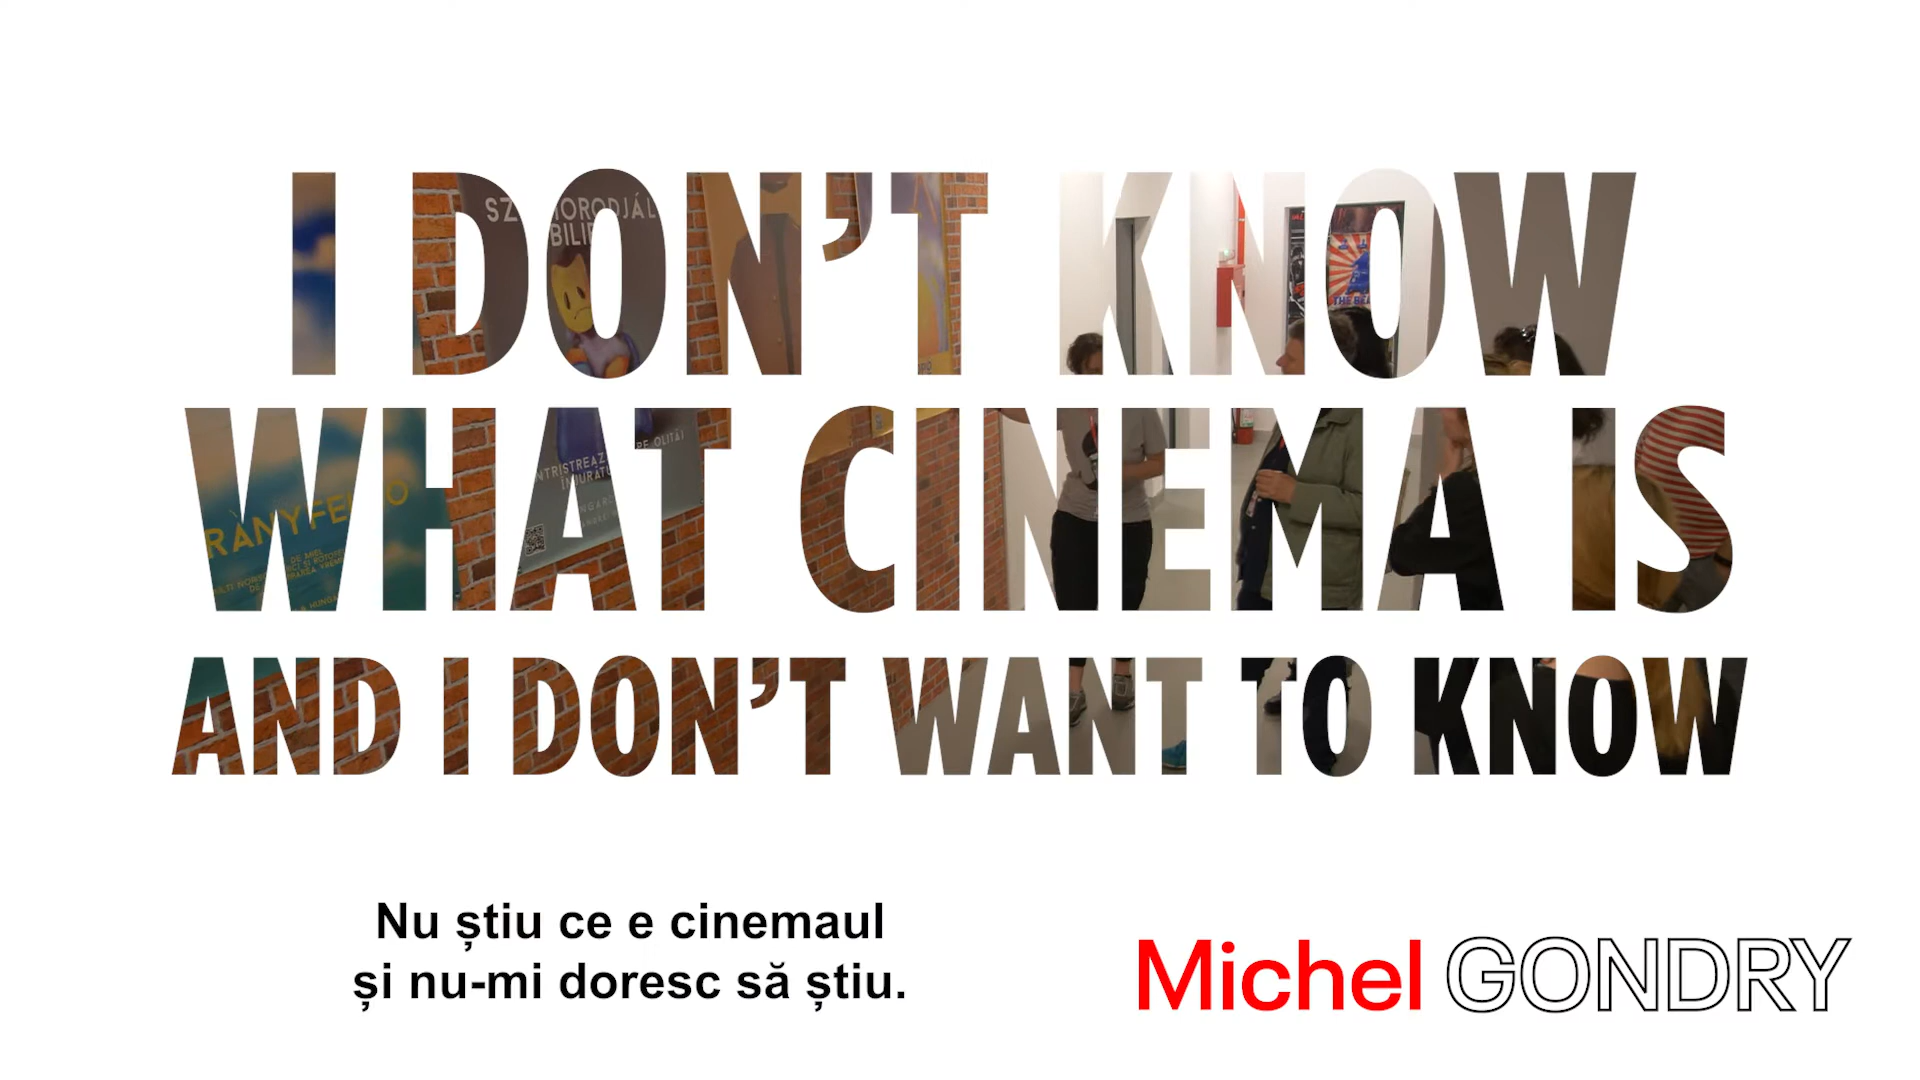 I DON'T KNOW
WHAT CINEMA IS
AND I DON'T WANT TO KNOW
Nu știu ce e cinemaul
și nu-mi doresc să știu.
Michel GONDRY